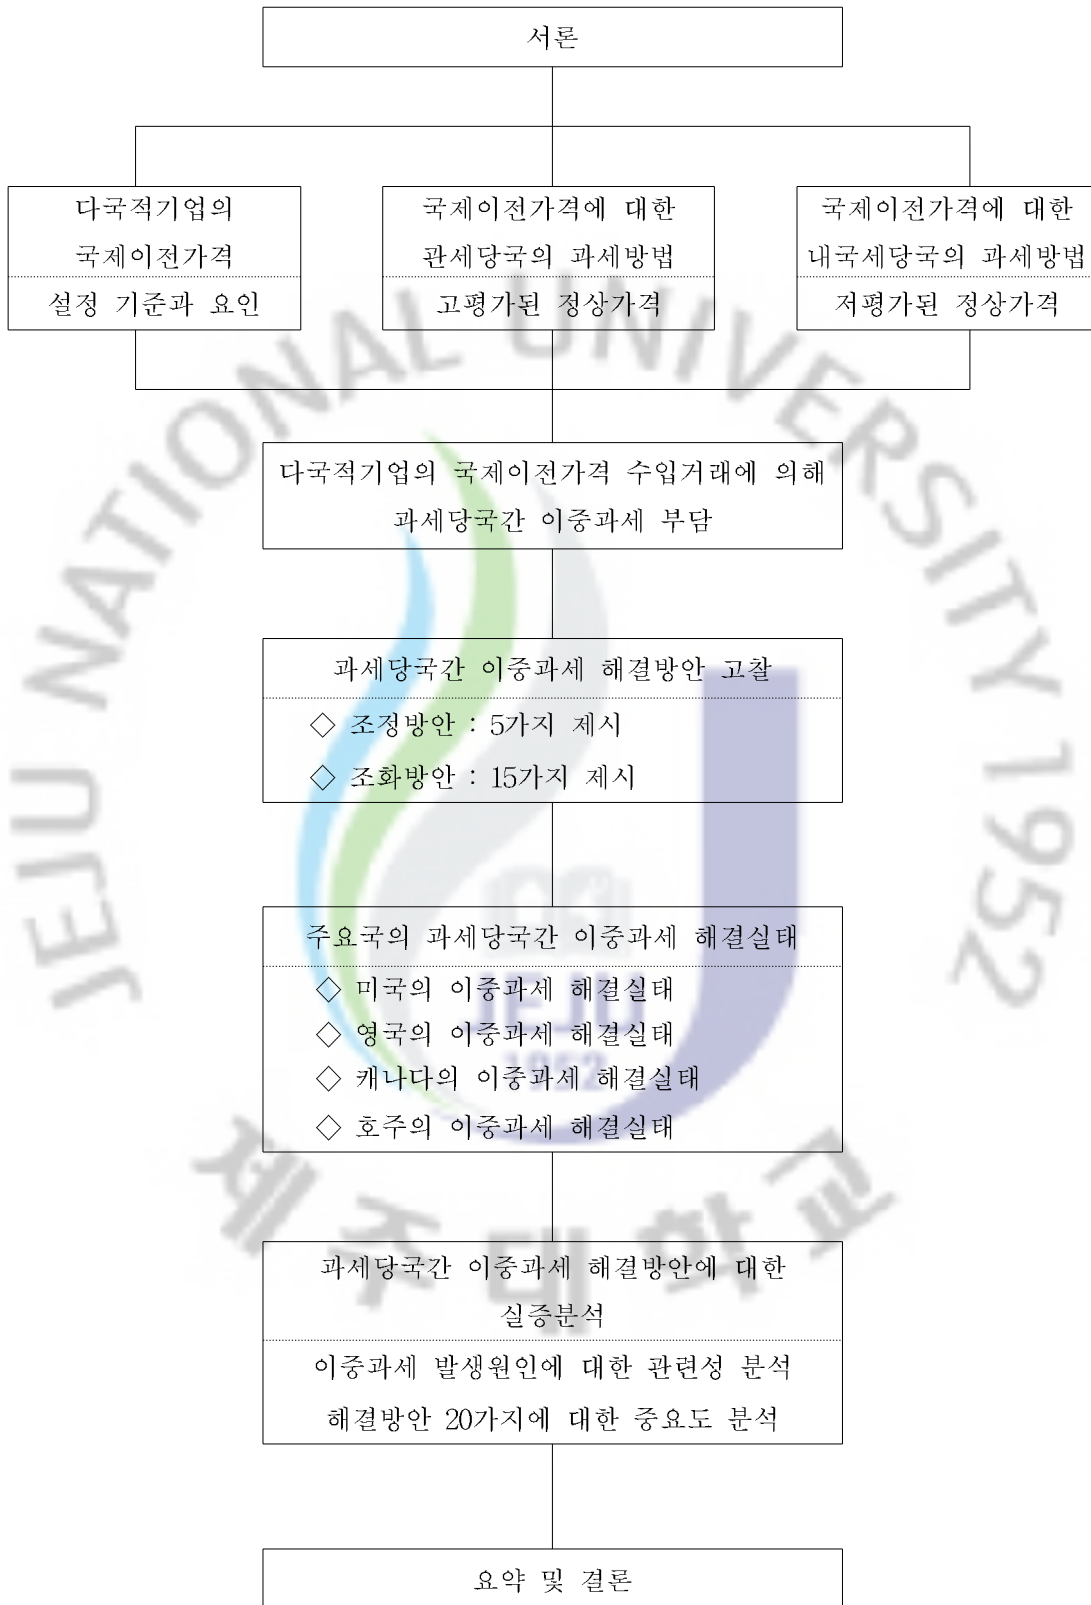 서론
다국적기업의
국제이전가격
설정 기준과 요인
국제이전가격에 대한
관세당국의 과세방법
고평가된 정상가격
국제이전가격에 대한
내국세당국의 과세방법
저평가된 정상가격
다국적기업의 국제이전가격 수입거래에 의해
과세당국간 이중과세 부담
과세당국간 이중과세 해결방안 고찰
◇ 조정방안 : 5가지 제시
◇ 조화방안 : 15가지 제시
주요국의 과세당국간 이중과세 해결실태
◇ 미국의 이중과세 해결실태
◇ 영국의 이중과세 해결실태
◇ 캐나다의 이중과세 해결실태
◇ 호주의 이중과세 해결실태
과세당국간 이중과세 해결방안에 대한
실증분석
이중과세 발생원인에 대한 관련성 분석
해결방안 20가지에 대한 중요도 분석
요약 및 결론
JEJU NATIONAL UNIVERSITY 1952
JEJU
1952
제주대학교